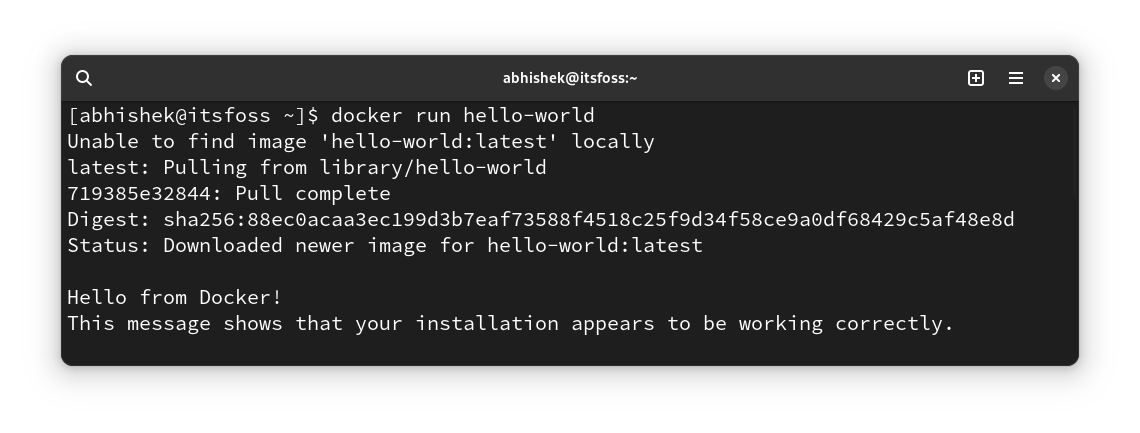 abhishek@itsfoss:~
[abhishek@itsfoss ~]$ docker run hello-world
Unable to find image 'hello-world:latest' locally
latest: Pulling from library/hello-world
719385e32844: Pull complete
Digest: sha256:88ec0acaa3ec199d3b7eaf73588f4518c25f9d34f58ce9a0df68429c5af48e8d
Status: Downloaded newer image for hello-world:latest
Hello from Docker!
This message shows that your installation appears to be working correctly.